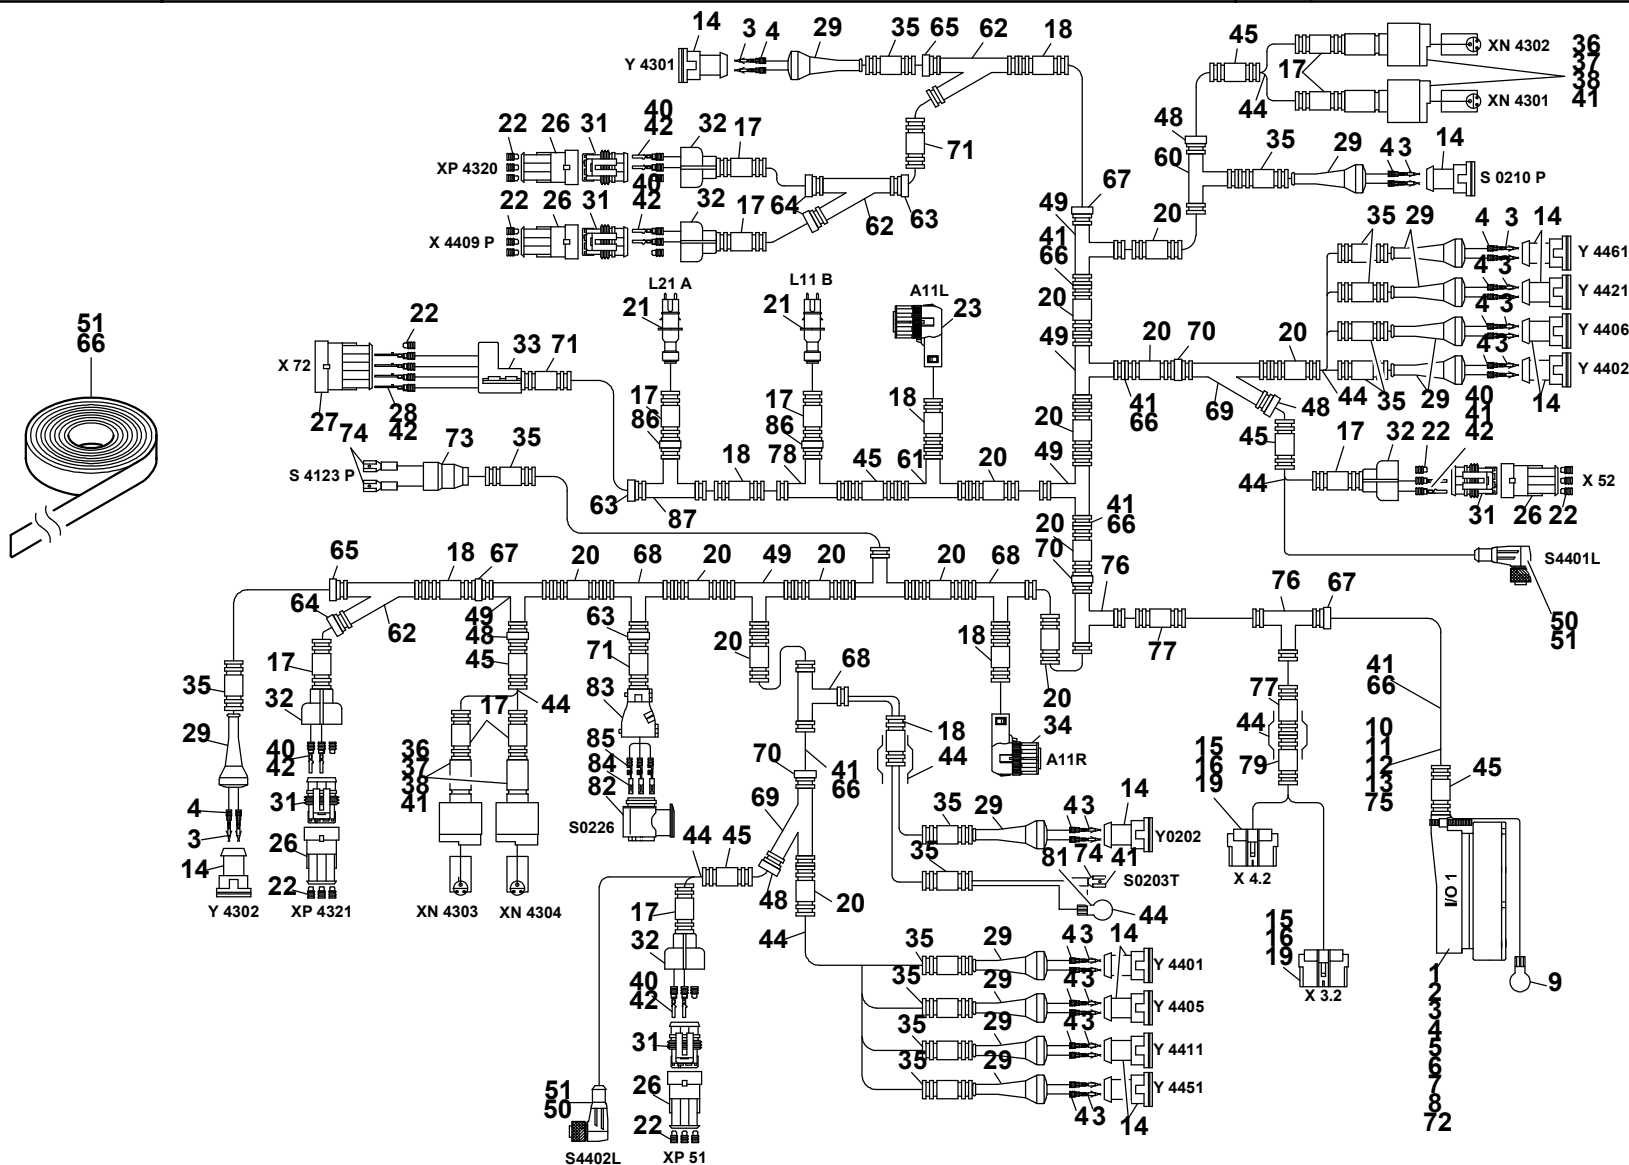 14 3 4 29 35 65 62 18
Y 4301
45
XN 4302
36
37
38
41
17
44
XN 4301
22 26 31 40 42 32 17
XP 4320
71
48
35 29 4 3 14
60
S 0210 P
22 26 31 40 42 32 17
X 4409 P
64 62 63
67
49
41
66
20
20
35 29 4 3 14
Y 4461
4 3
Y 4421
4 3
Y 4406
4 3
Y 4402
L21 A
21
L11 B
21
A11L
23
51
66
22
33 71
X 72
27 28
42
49
20 70 20
41
66
69 48 44 35 29 40
41
42
14
74 73 35
S 4123 P
17
86
17
86
18
20
45
17 32 22
44
X 52
31 26 22
18 78 45 61 20 49
63 87
41
66
20
70
S4401L
50
51
65 18 67 20 68 20 49 20 20 68
76 76 67
64 62 49
48
45
63
71
20
18
20
77
17
35
32
44
17
83
68
34
A11R
77
44
79
41
66
10
11
12
13
75
45
29
40
42
36
37
38
41
85
84
82
S0226
70
41
66
18
44
15
16
19
4
3
14
31
26
22
Y 4302
XP 4321
XN 4303
XN 4304
69
44 45
48
20
44
35 29 4 3 14
Y0202
35 81 74 41
S0203T
44
X 4.2
I/O 1
15
16
19
X 3.2
9
17
32
40
42
31
26
22
XP 51
51
50
S4402L
35 29 4 3 14
Y 4401
35 29 4 3
Y 4405
35 29 4 3
Y 4411
35 29 4 3 14
Y 4451
1
2
3
4
5
6
7
8
72